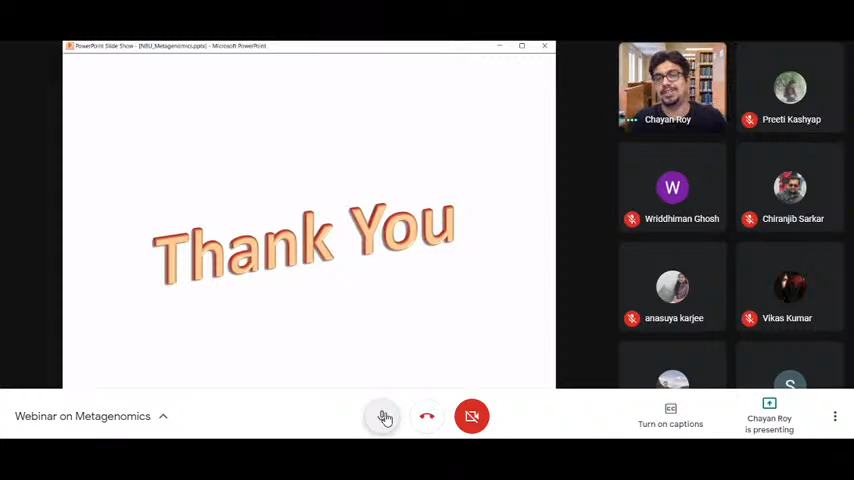 PowerPoint Slide Show - [NBU_Metagenomics.pptx] - Microsoft PowerPoint
Thank You
Chayan Roy
Preeti Kashyap
W
Wriddhiman Ghosh
Chiranjib Sarkar
anasuya karjee
Vikas Kumar
S
Webinar on Metagenomics
CC
Turn on captions
Chayan Roy
is presenting